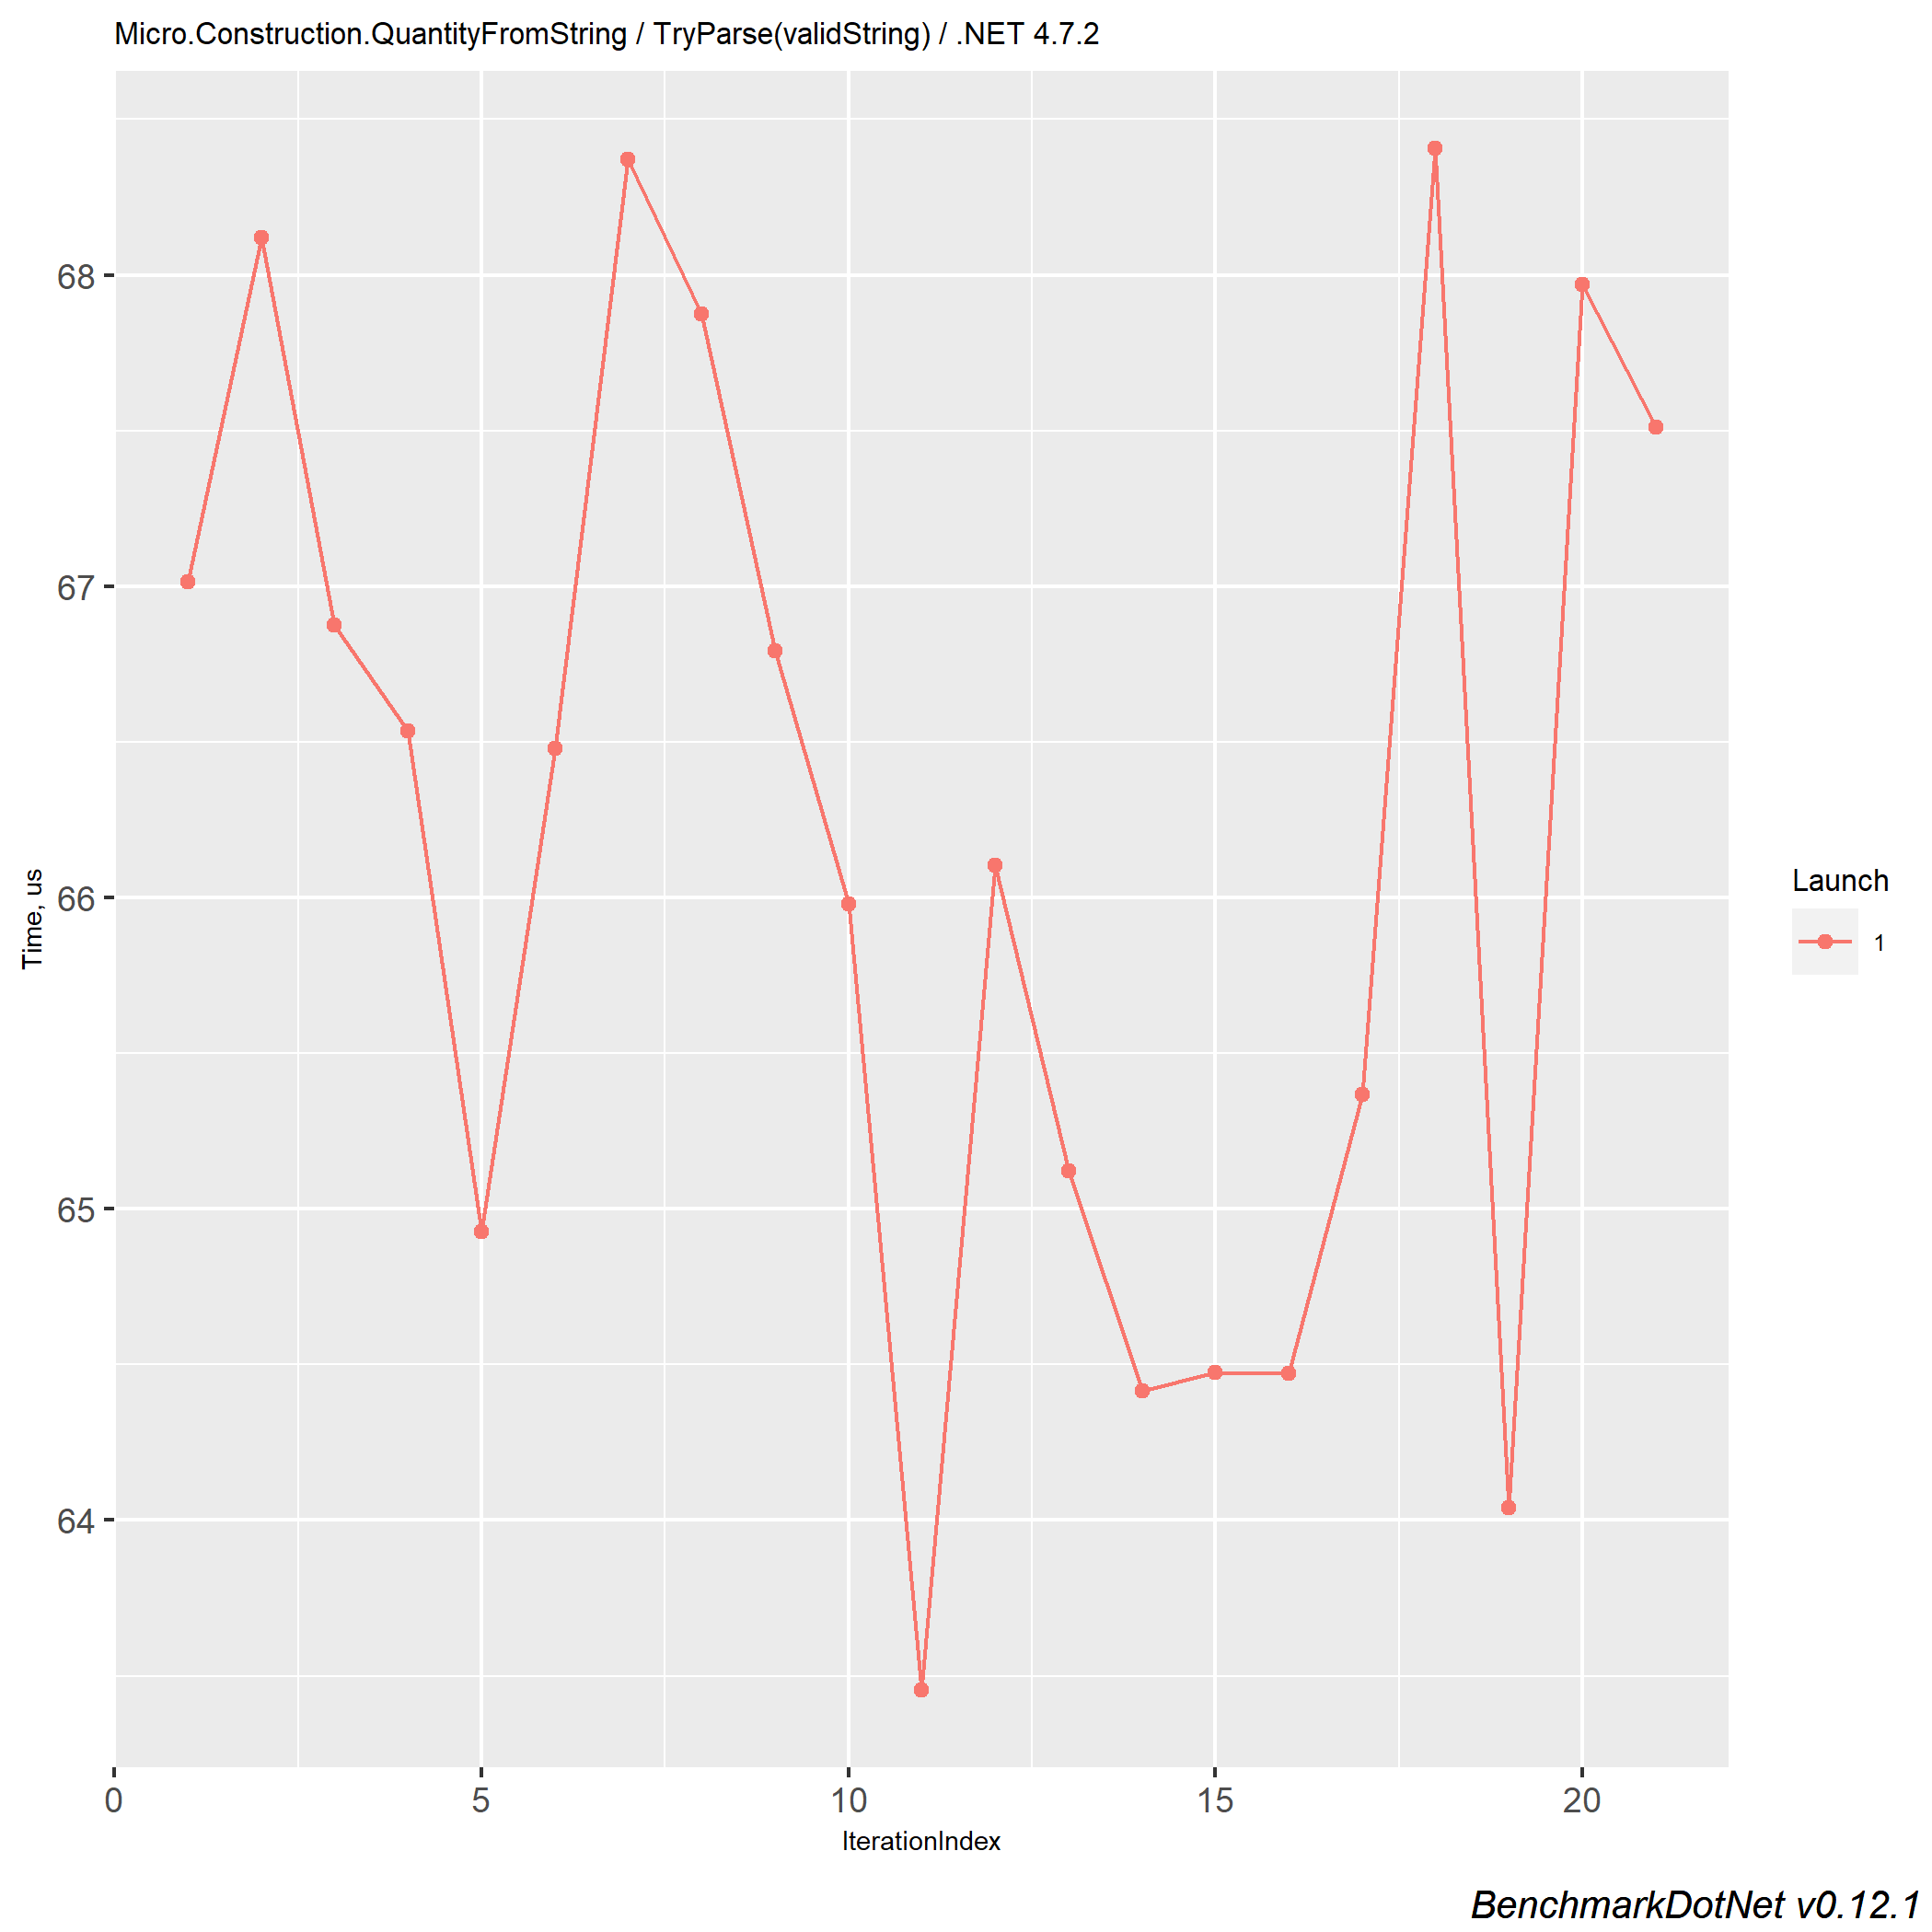 Micro.Construction.QuantityFromString / TryParse(validString) / .NET 4.7.2
68
67
66
65
64
Time, us
0 5 10 15 20
IterationIndex
Launch
1
BenchmarkDotNet v0.12.1